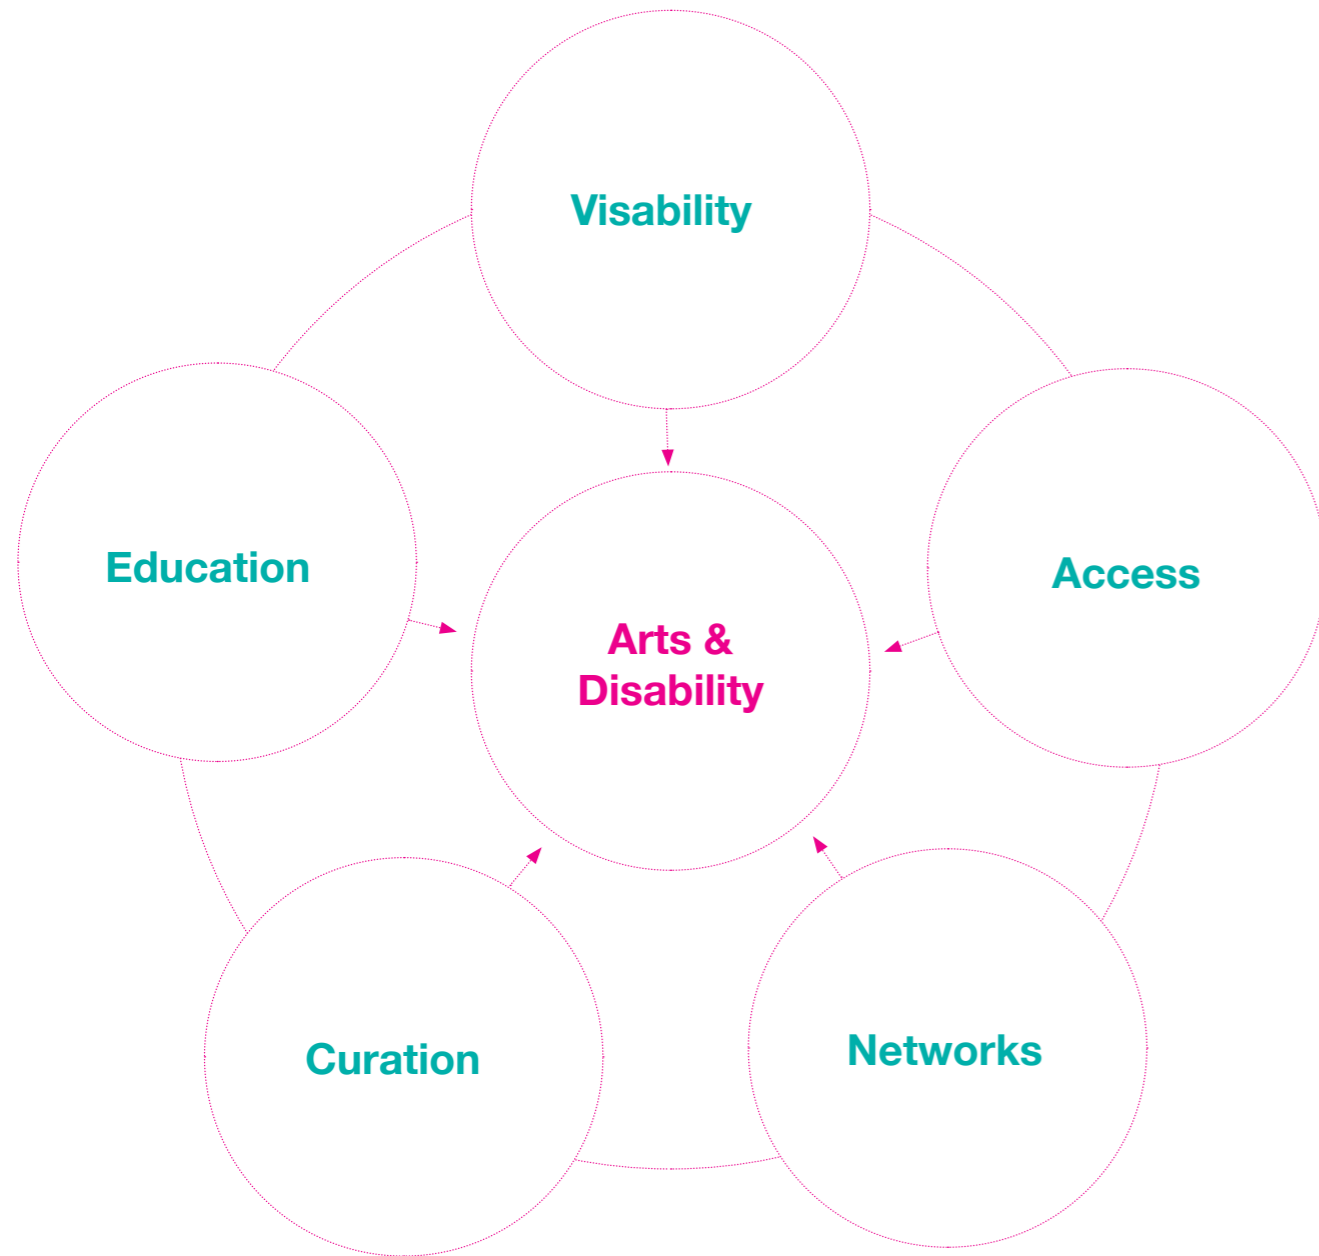 Visability
Education
Access
Arts &
Disability
Curation
Networks